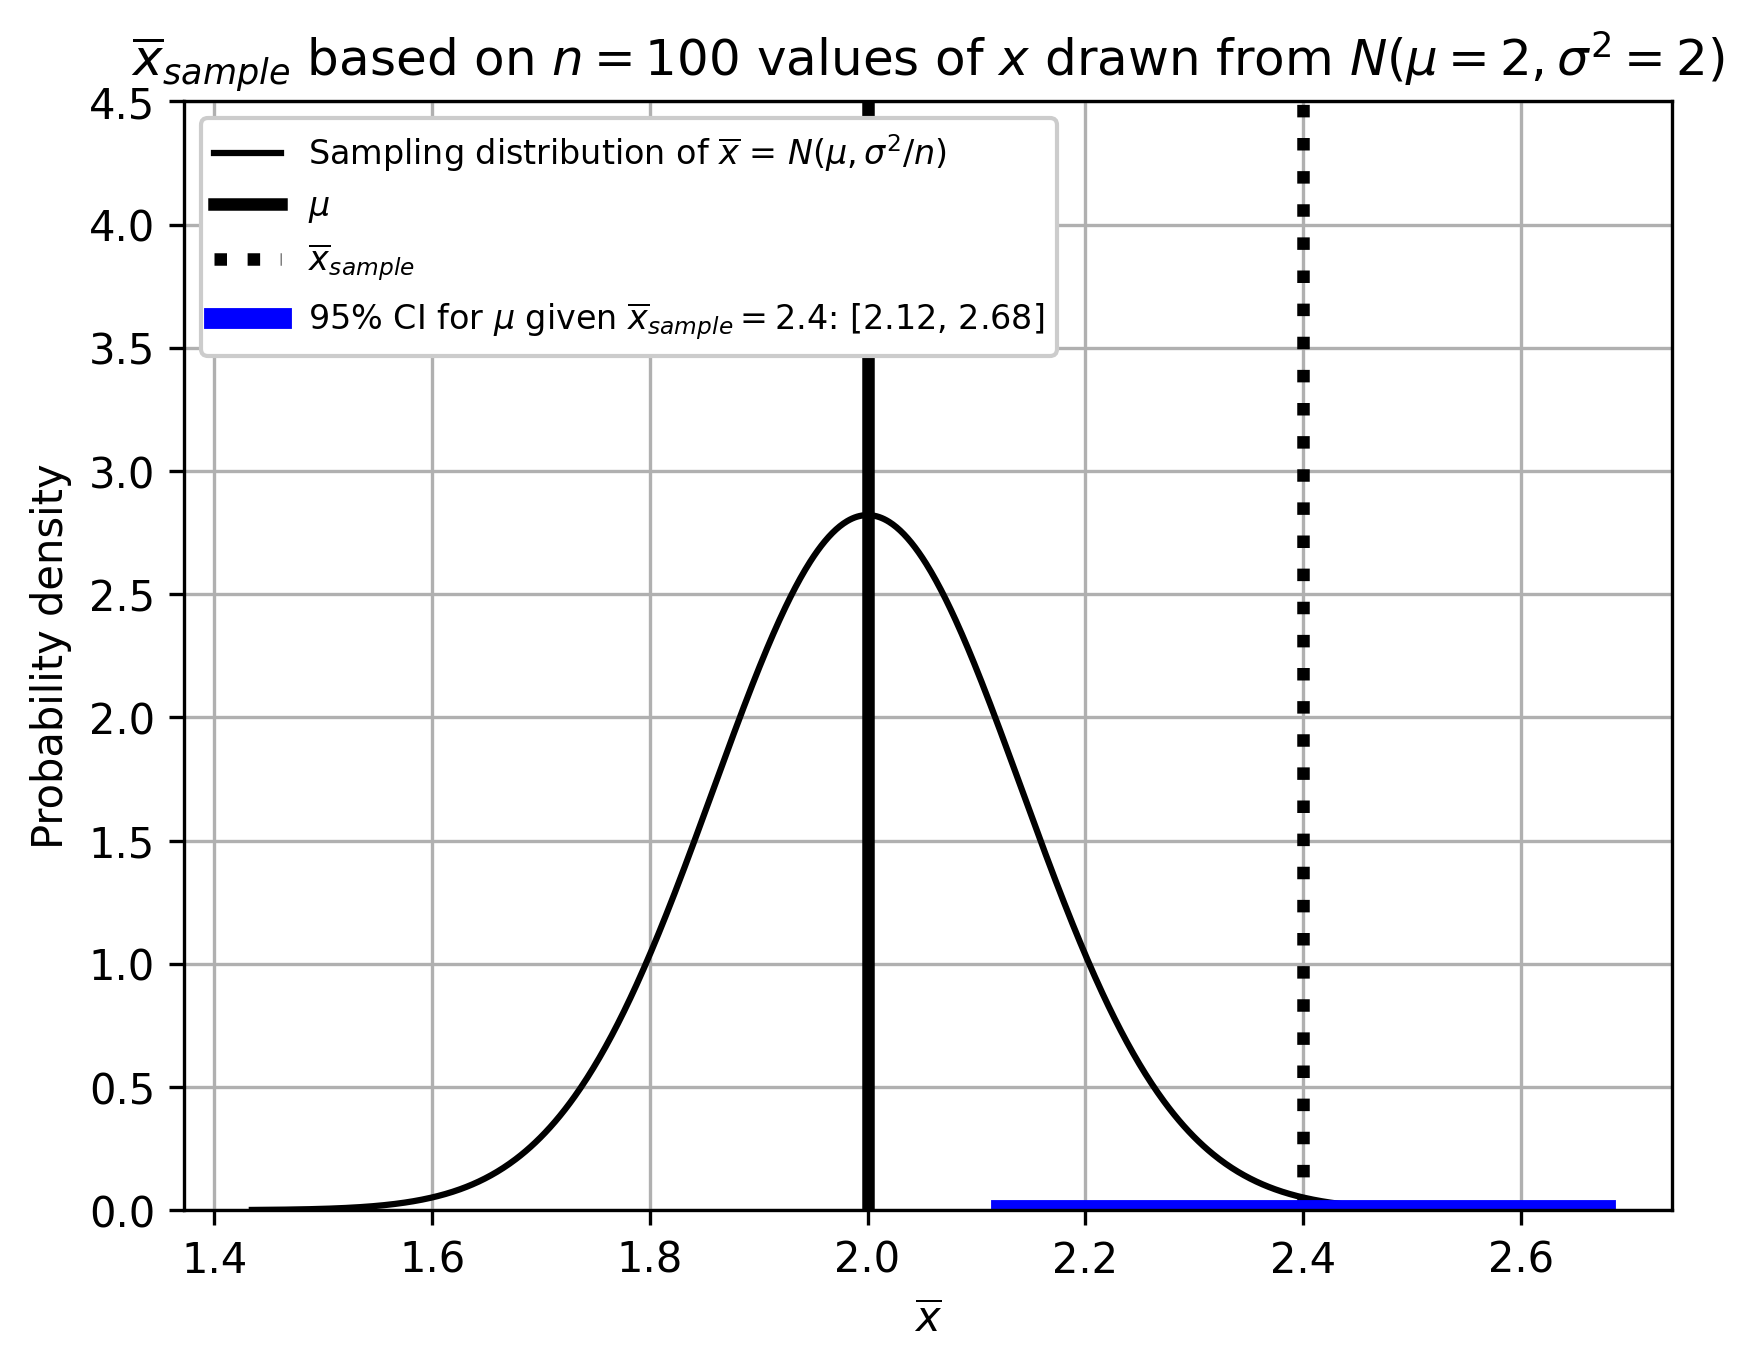 x̅sample based on n = 100 values of x drawn from N(μ = 2, σ² = 2)
4.5
4.0
3.5
3.0
2.5
2.0
1.5
1.0
0.5
0.0
Probability density
Sampling distribution of x̅ = N(μ, σ²/n)
μ
x̅sample
95% CI for μ given x̅sample = 2.4: [2.12, 2.68]
1.4 1.6 1.8 2.0 2.2 2.4 2.6
x̅